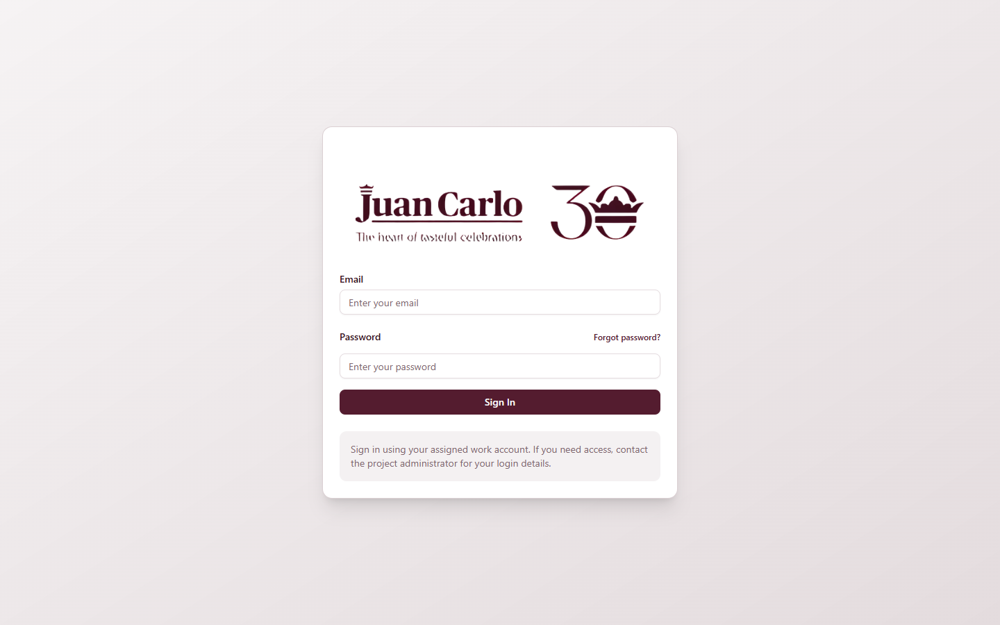 Juan Carlo 30
The heart of tasteful celebrations
Email
Enter your email
Password Forgot password?
Enter your password
Sign In
Sign in using your assigned work account. If you need access, contact
the project administrator for your login details.